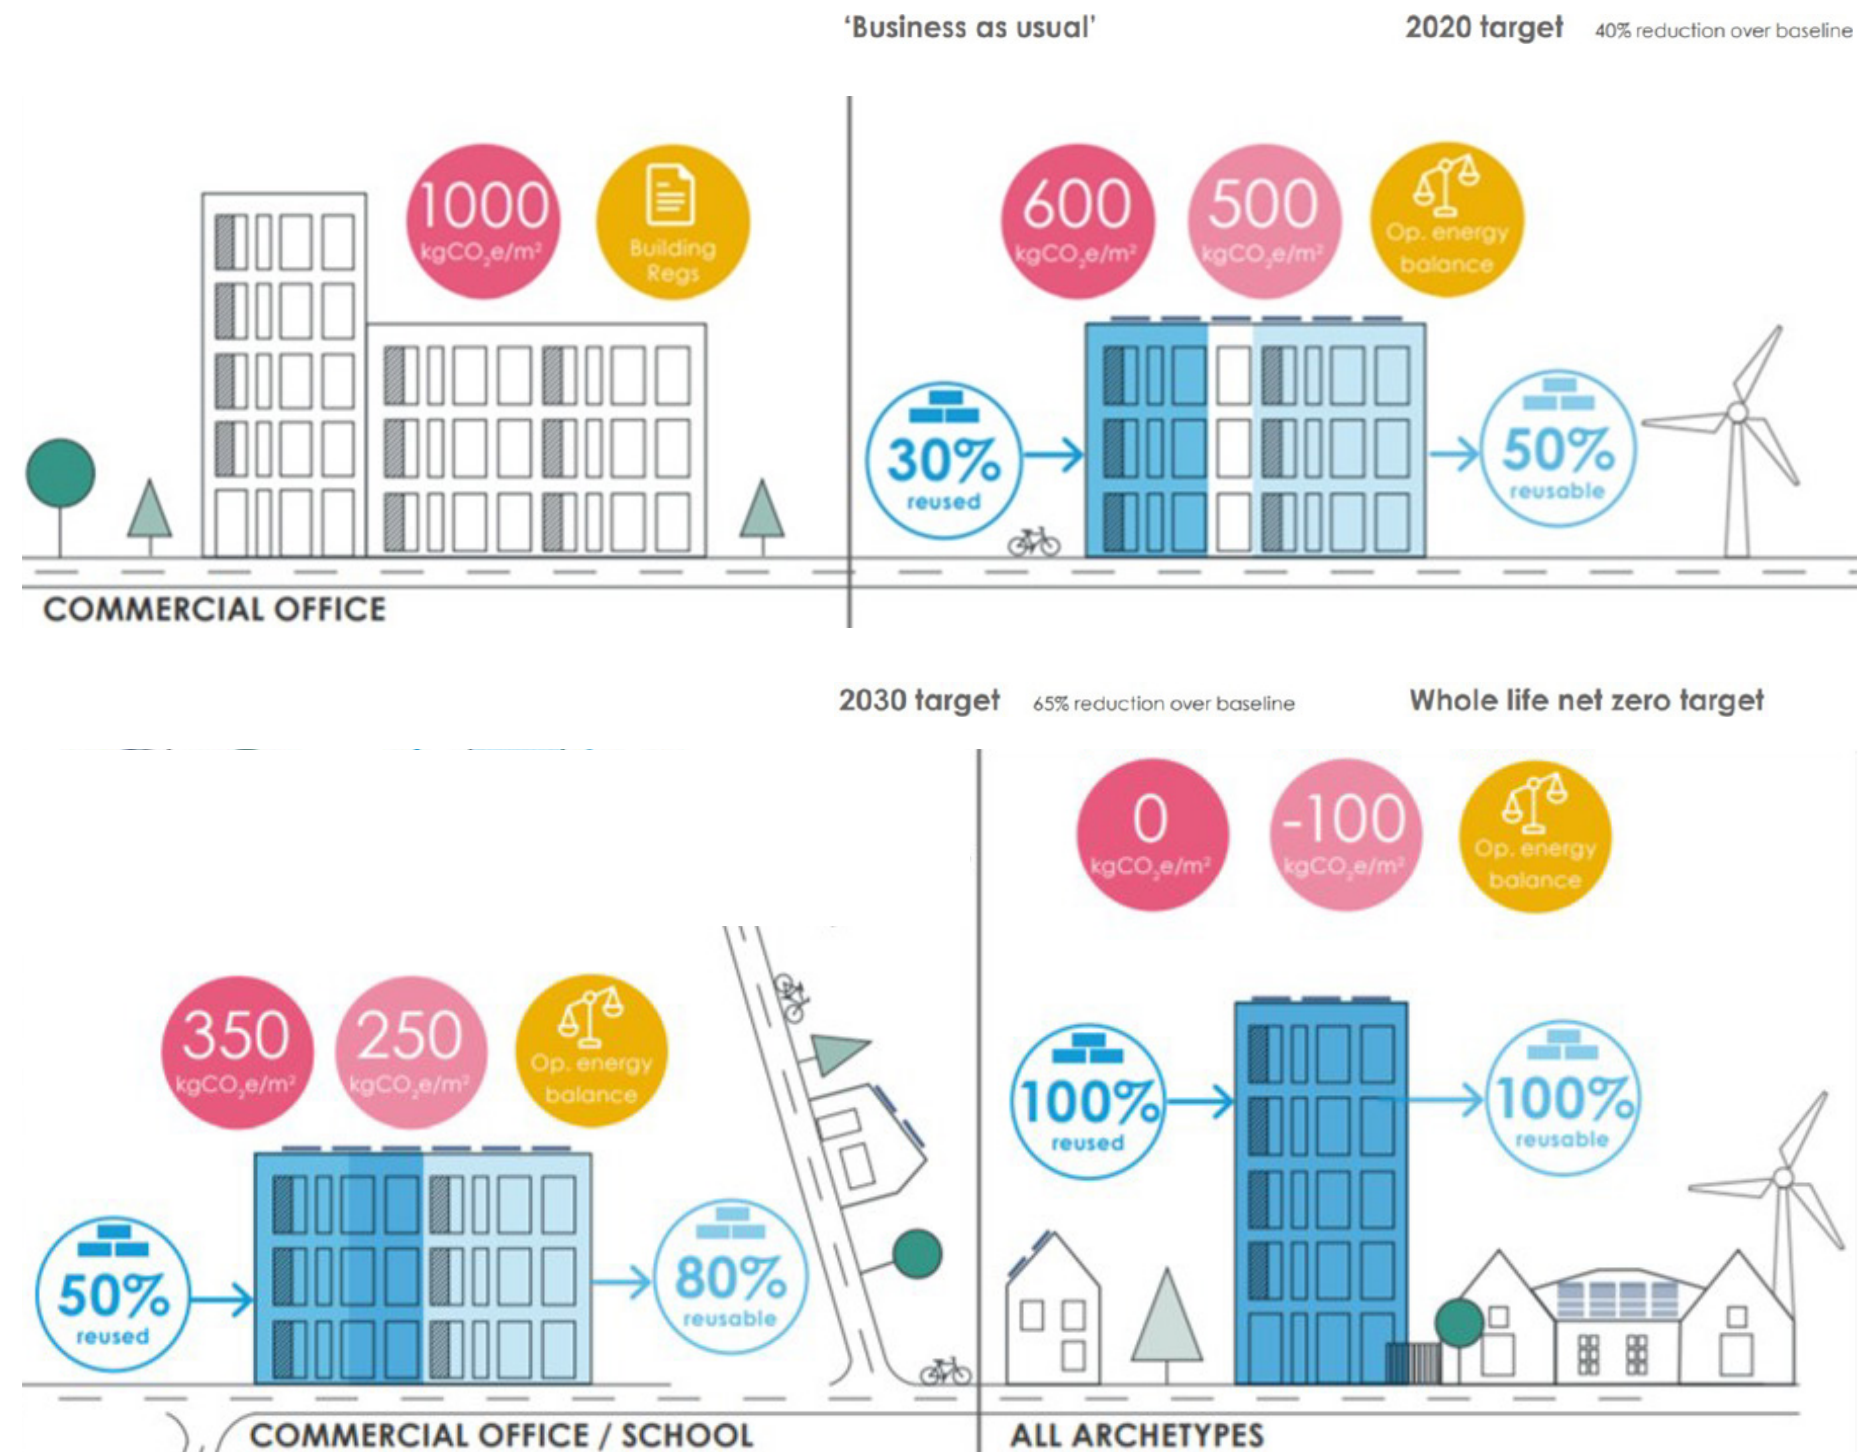 ‘Business as usual’
2020 target 40% reduction over baseline
1000
kgCO₂e/m²
Building
Regs
600
kgCO₂e/m²
500
kgCO₂e/m²
Op. energy
balance
30%
reused
50%
reusable
COMMERCIAL OFFICE
2030 target 65% reduction over baseline
Whole life net zero target
350
kgCO₂e/m²
250
kgCO₂e/m²
Op. energy
balance
50%
reused
80%
reusable
COMMERCIAL OFFICE / SCHOOL
0
kgCO₂e/m²
-100
kgCO₂e/m²
Op. energy
balance
100%
reused
100%
reusable
ALL ARCHETYPES